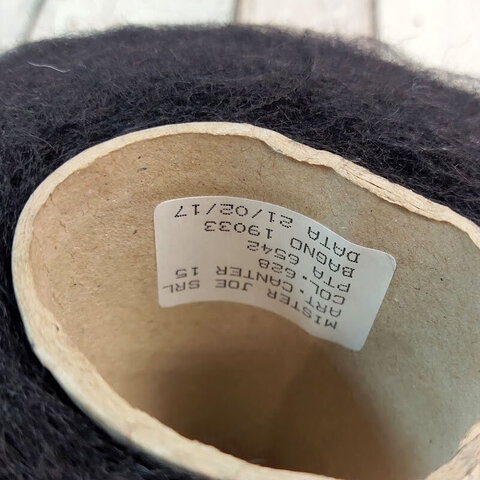 MISTER JOE SRL
ART. CANTER 15
COL. 628
PTA. 6542
BAGNO 19033
DATA 21/02/17